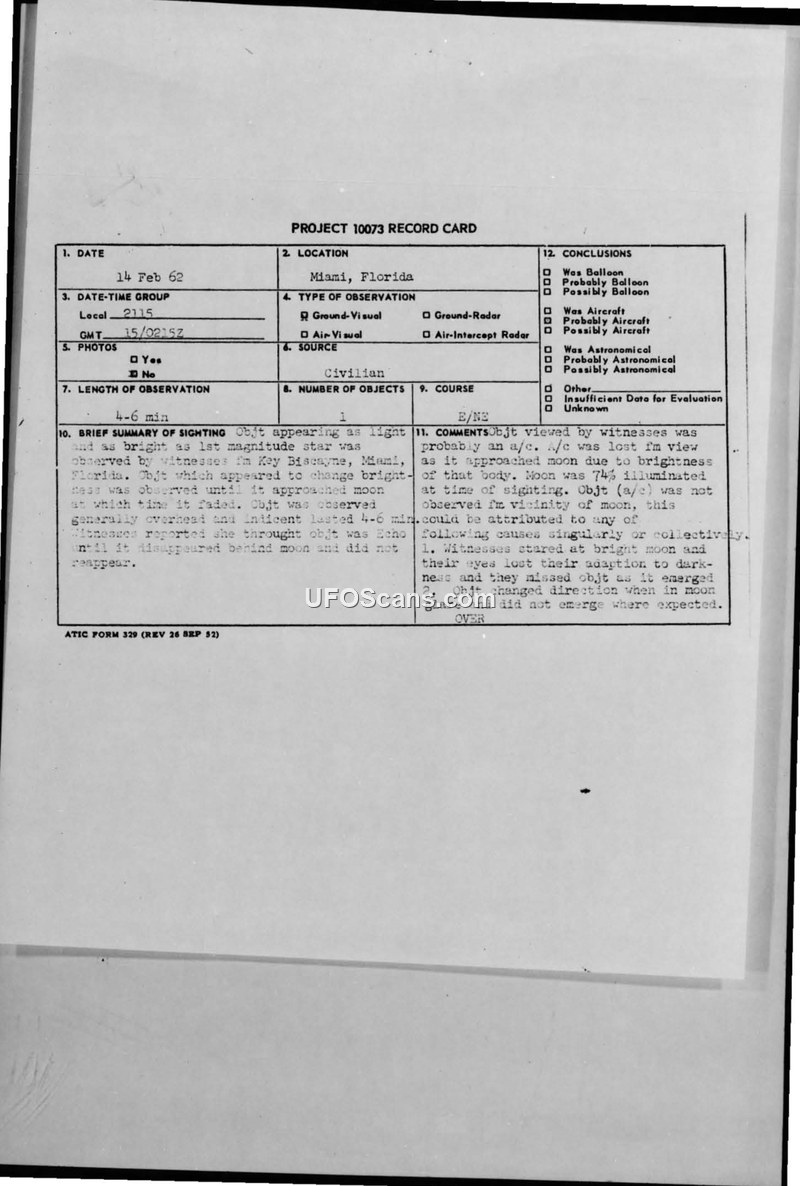 PROJECT 10073 RECORD CARD
1. DATE
14 Feb 62
2. LOCATION
Miami, Florida
12. CONCLUSIONS
Was Balloon
Probably Balloon
Possibly Balloon
Was Aircraft
Probably Aircraft
Possibly Aircraft
Was Astronomical
Probably Astronomical
Possibly Astronomical
Other
Insufficient Data for Evaluation
Unknown
3. DATE-TIME GROUP
Local 2115
GMT 15/0215Z
4. TYPE OF OBSERVATION
Ground-Visual Ground-Radar
Air-Visual Air-Intercept Radar
5. PHOTOS
Yes
No
6. SOURCE
Civilian
7. LENGTH OF OBSERVATION
4-6 min
8. NUMBER OF OBJECTS
1
9. COURSE
E/NE
10. BRIEF SUMMARY OF SIGHTING Objt appearing as light
and as bright as 1st magnitude star was
observed by witnesses fm Key Biscayne, Miami,
Florida. Objt which appeared to change bright-
ness was observed until it approached moon
at which time it faded. Objt was observed
generally overhead and indicent lasted 4-6 min.
Witnesses reported she throught objt was Echo
until it disappeared behind moon and did not
reappear.
11. COMMENTS Objt viewed by witnesses was
probably an a/c. A/c was lost fm view
as it approached moon due to brightness
of that body. Moon was 74% illuminated
at time of sighting. Objt (a/c) was not
observed fm vicinity of moon, this
could be attributed to any of
following causes singularly or collectively.
1. Witnesses stared at bright moon and
their eyes lost their adaption to dark-
ness and they missed objt as it emerged
2. Objt changed direction when in moon
glare and did not emerge where expected.
OVER
UFOScans.com
ATIC FORM 329 (REV 26 SEP 52)